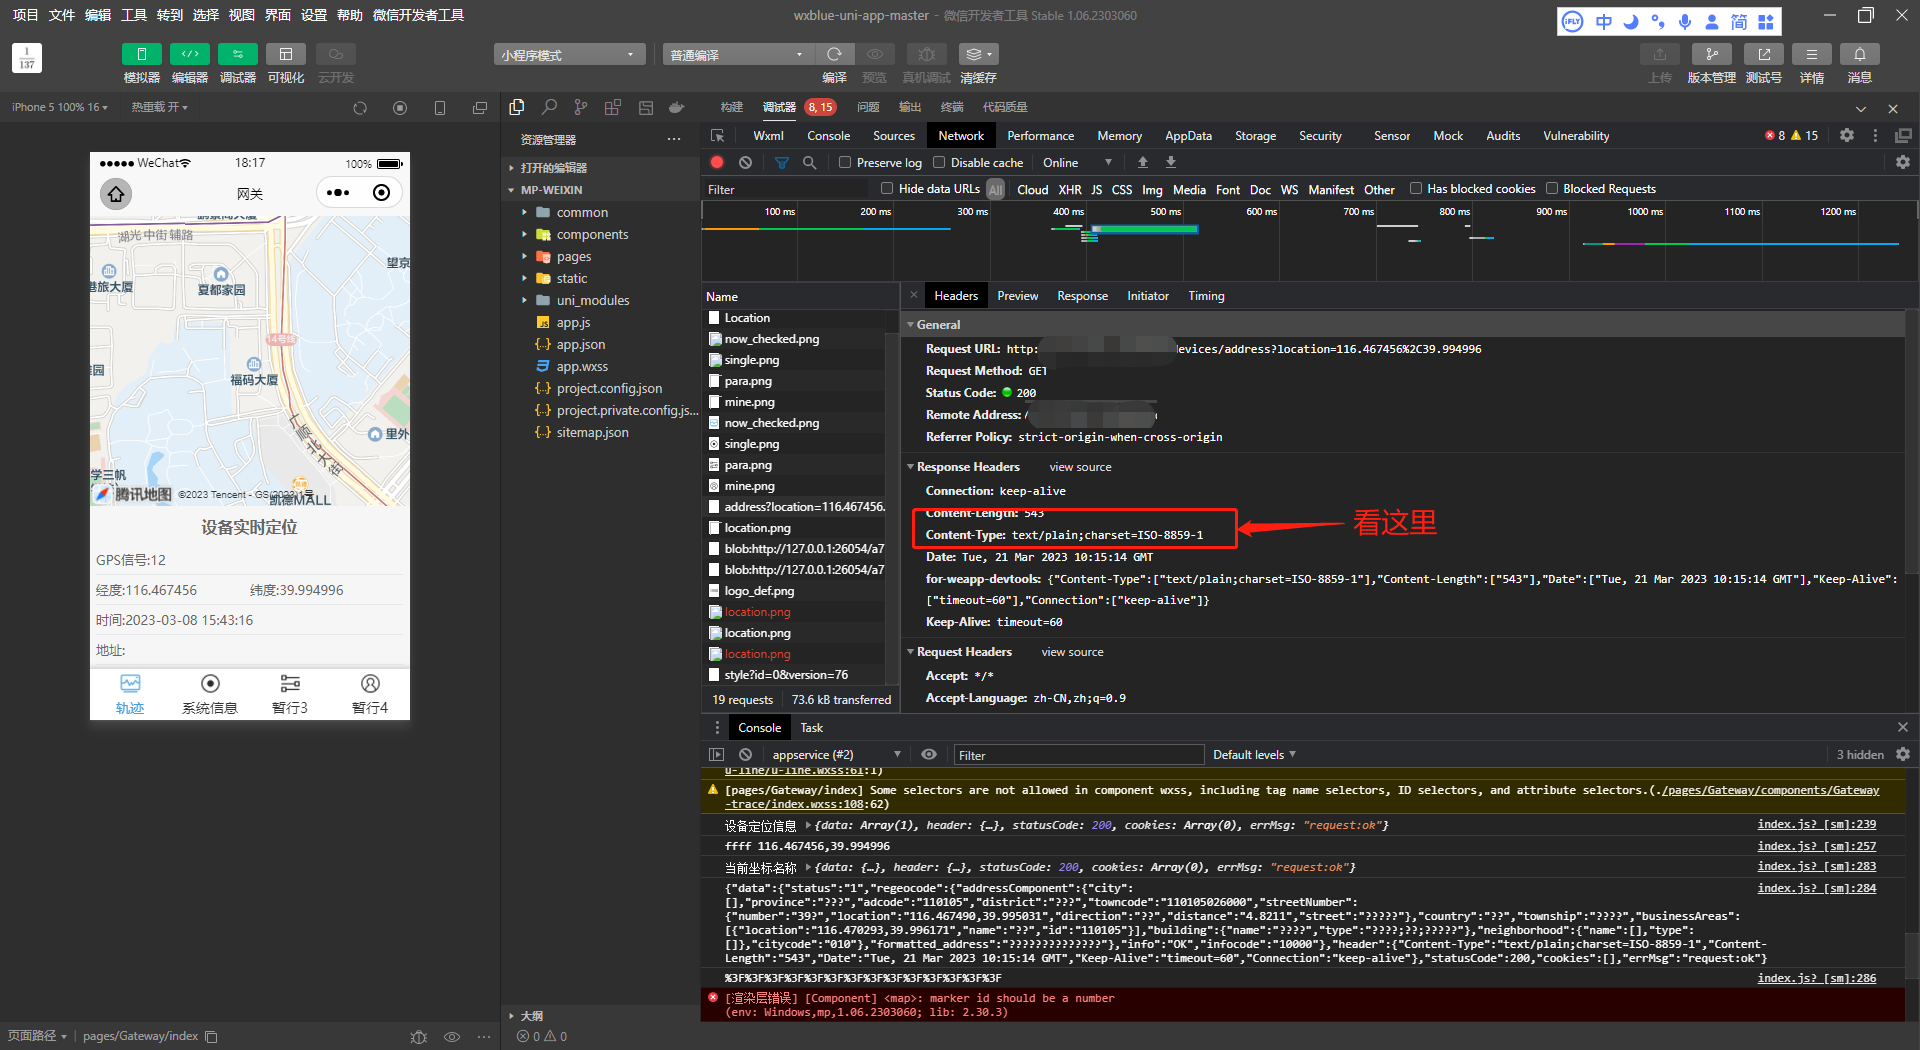 项目 文件 编辑 工具 转到 选择 视图 界面 设置 帮助 微信开发者工具
wxblue-uni-app-master - 微信开发者工具 Stable 1.06.2303060
iFLY 中 简
1
137
模拟器 编辑器 调试器 可视化 云开发
小程序模式
普通编译
编译 预览 真机调试 清缓存
上传 版本管理 测试号 详情 消息
iPhone 5 100% 16
热重载 开
WeChat
18:17
100%
网关
湖光中街辅路
望京
港旅大厦
夏都家园
14号线
福码大厦
广顺北大街
里外
学三帆
凯德MALL
腾讯地图
©2023 Tencent - GS(2023)1号
设备实时定位
GPS信号:12
经度:116.467456
纬度:39.994996
时间:2023-03-08 15:43:16
地址:
轨迹 系统信息 暂行3 暂行4
页面路径
pages/Gateway/index
资源管理器
打开的编辑器
MP-WEIXIN
common
components
pages
static
uni_modules
app.js
app.json
app.wxss
project.config.json
project.private.config.js...
sitemap.json
大纲
0 0
构建 调试器 8, 15 问题 输出 终端 代码质量
Wxml Console Sources Network Performance Memory AppData Storage Security Sensor Mock Audits Vulnerability
8 15
Preserve log Disable cache Online
Filter
Hide data URLs All Cloud XHR JS CSS Img Media Font Doc WS Manifest Other Has blocked cookies Blocked Requests
100 ms 200 ms 300 ms 400 ms 500 ms 600 ms 700 ms 800 ms 900 ms 1000 ms 1100 ms 1200 ms
Name
Location
now_checked.png
single.png
para.png
mine.png
now_checked.png
single.png
para.png
mine.png
address?location=116.467456.
location.png
blob:http://127.0.0.1:26054/a7
blob:http://127.0.0.1:26054/a7
logo_def.png
location.png
location.png
location.png
style?id=0&version=76
19 requests 73.6 kB transferred
Headers Preview Response Initiator Timing
General
Request URL: http: evices/address?location=116.467456%2C39.994996
Request Method: GET
Status Code: 200
Remote Address:
Referrer Policy: strict-origin-when-cross-origin
Response Headers view source
Connection: keep-alive
Content-Length: 543
Content-Type: text/plain;charset=ISO-8859-1
看这里
Date: Tue, 21 Mar 2023 10:15:14 GMT
for-weapp-devtools: {"Content-Type":["text/plain;charset=ISO-8859-1"],"Content-Length":["543"],"Date":["Tue, 21 Mar 2023 10:15:14 GMT"],"Keep-Alive":
["timeout=60"],"Connection":["keep-alive"]}
Keep-Alive: timeout=60
Request Headers view source
Accept: */*
Accept-Language: zh-CN,zh;q=0.9
Console Task
appservice (#2)
Filter
Default levels
3 hidden
u-line/u-line.wxss:61:1)
[pages/Gateway/index] Some selectors are not allowed in component wxss, including tag name selectors, ID selectors, and attribute selectors.(./pages/Gateway/components/Gateway
-trace/index.wxss:108:62)
设备定位信息 {data: Array(1), header: {…}, statusCode: 200, cookies: Array(0), errMsg: "request:ok"} index.js? [sm]:239
ffff 116.467456,39.994996 index.js? [sm]:257
当前坐标名称 {data: {…}, header: {…}, statusCode: 200, cookies: Array(0), errMsg: "request:ok"} index.js? [sm]:283
{"data":{"status":"1","regeocode":{"addressComponent":{"city": index.js? [sm]:284
[],"province":"???","adcode":"110105","district":"???","towncode":"110105026000","streetNumber":
{"number":"39?","location":"116.467490,39.995031","direction":"??","distance":"4.8211","street":"?????"},"country":"??","township":"????","businessAreas":
[{"location":"116.470293,39.996171","name":"??","id":"110105"}],"building":{"name":"????","type":"????;??;?????"},"neighborhood":{"name":[],"type":
[]},"citycode":"010"},"formatted_address":"??????????????"},"info":"OK","infocode":"10000"},"header":{"Content-Type":"text/plain;charset=ISO-8859-1","Content-
Length":"543","Date":"Tue, 21 Mar 2023 10:15:14 GMT","Keep-Alive":"timeout=60","Connection":"keep-alive"},"statusCode":200,"cookies":[],"errMsg":"request:ok"}
%3F%3F%3F%3F%3F%3F%3F%3F%3F%3F%3F%3F%3F%3F index.js? [sm]:286
[渲染层错误] [Component] <map>: marker id should be a number
(env: Windows,mp,1.06.2303060; lib: 2.30.3)